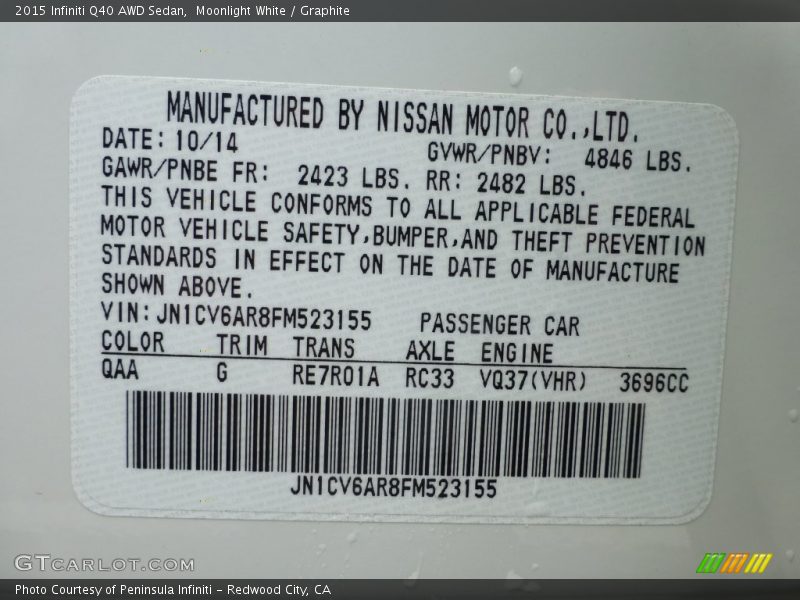 2015 Infiniti Q40 AWD Sedan,  Moonlight White / Graphite
MANUFACTURED BY NISSAN MOTOR CO.,LTD.
DATE: 10/14 GVWR/PNBV: 4846 LBS.
GAWR/PNBE FR: 2423 LBS. RR: 2482 LBS.
THIS VEHICLE CONFORMS TO ALL APPLICABLE FEDERAL
MOTOR VEHICLE SAFETY,BUMPER,AND THEFT PREVENTION
STANDARDS IN EFFECT ON THE DATE OF MANUFACTURE
SHOWN ABOVE.
VIN:JN1CV6AR8FM523155 PASSENGER CAR
COLOR TRIM TRANS AXLE ENGINE
QAA G RE7R01A RC33 VQ37(VHR) 3696CC
JN1CV6AR8FM523155
GTCARLOT.COM
Photo Courtesy of Peninsula Infiniti – Redwood City, CA